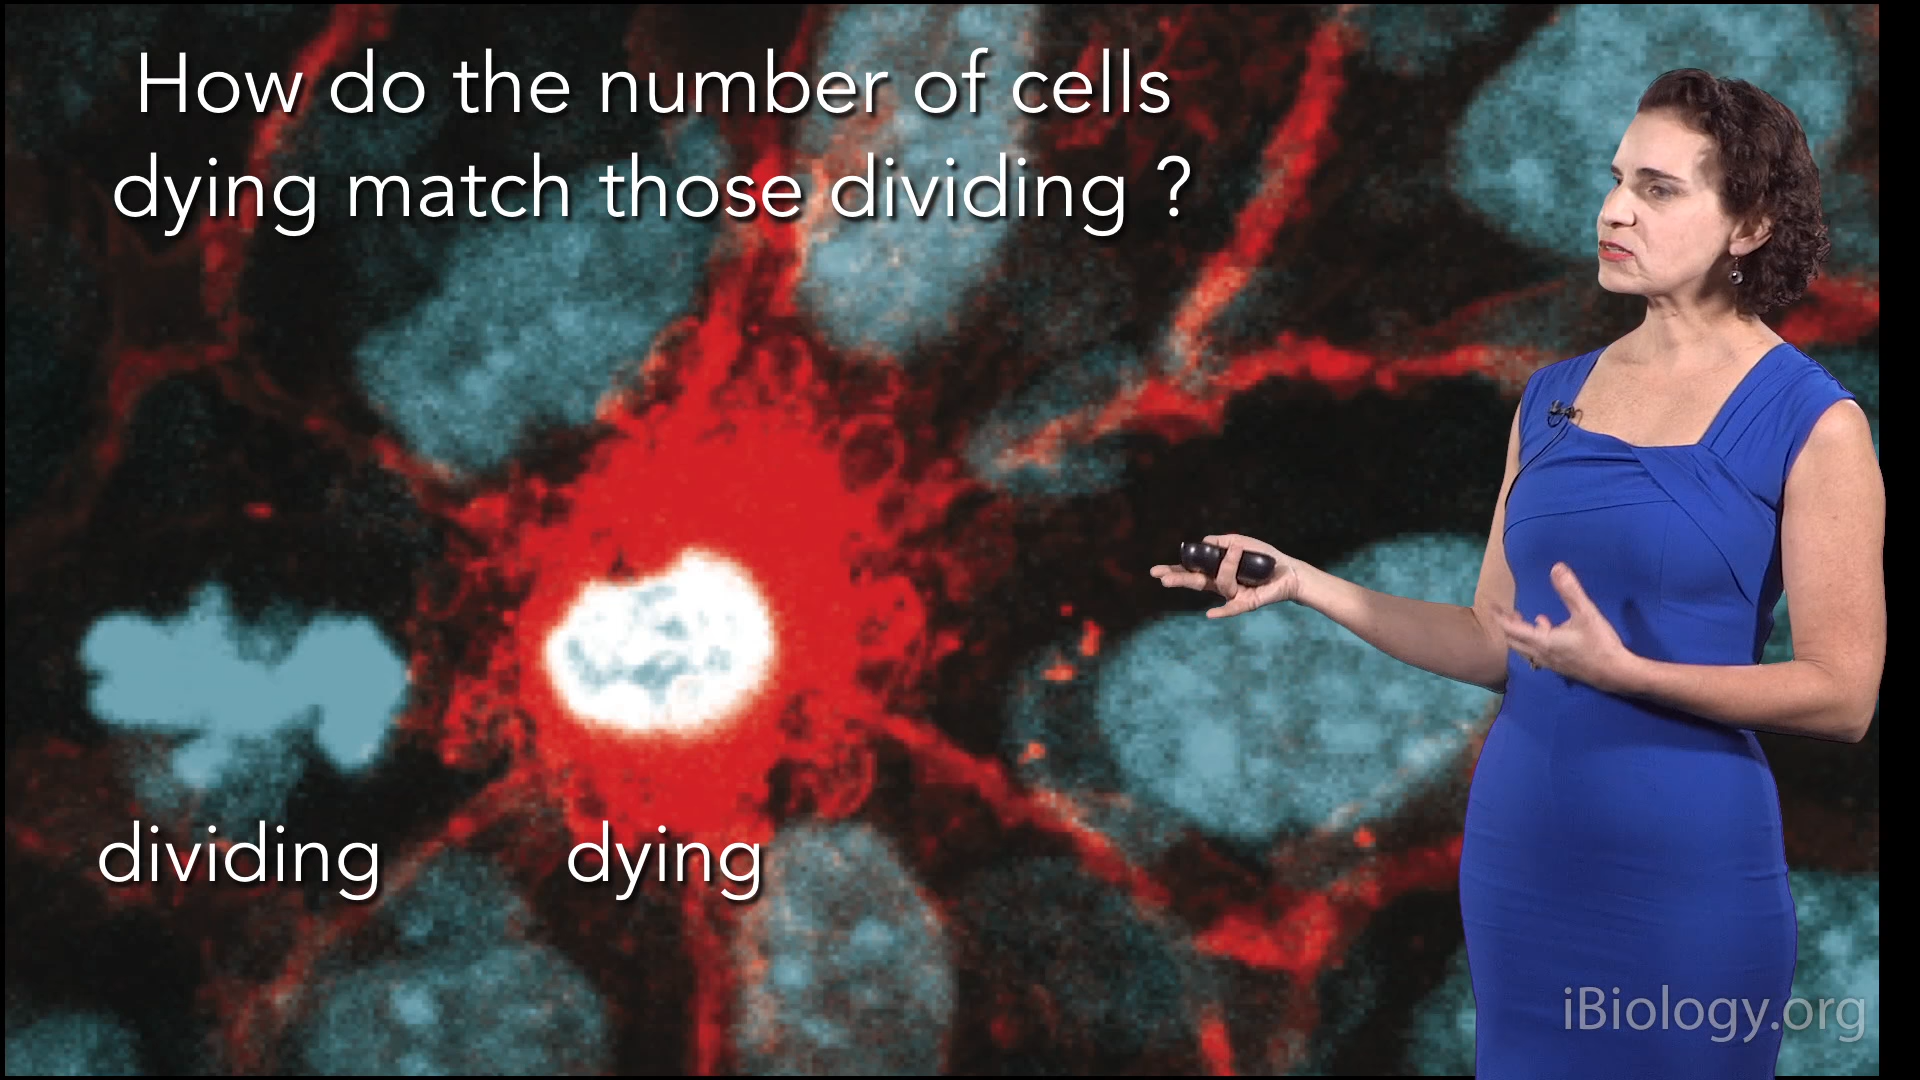 How do the number of cells
dying match those dividing ?
dividing
dying
iBiology.org